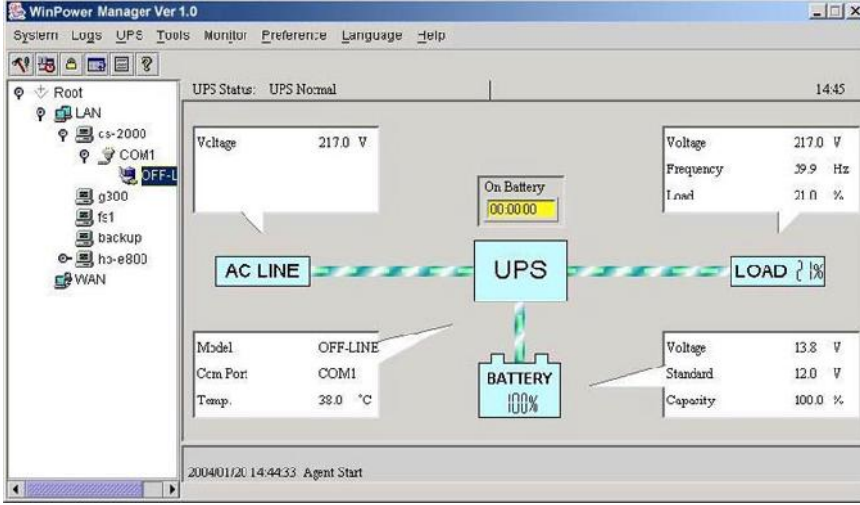 WinPower Manager Ver 1.0
System Logs UPS Tools Monitor Preference Language Help
Root
LAN
cs-2000
COM1
OFF-L
g300
fs1
backup
WAN
UPS Status: UPS Normal 14:45
Voltage 217.0 V
On Battery
00:00:00
Voltage 217.0 V
Frequency Hz
Load 21.0 %
AC LINE
UPS
LOAD 21%
Model OFF-LINE
Com Port: COM1
Temp. 38.0 °C
BATTERY
100%
Voltage 13.8 V
Standard 12.0 V
Capacity 100.0 %
2004/01/20 14:44:33 Agent Start